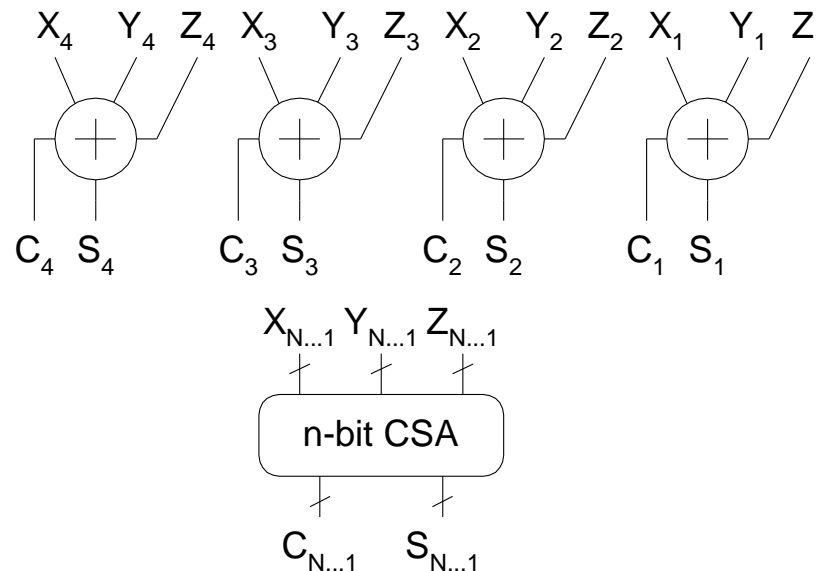 X4 Y4 Z4 X3 Y3 Z3 X2 Y2 Z2 X1 Y1 Z
C4 S4 C3 S3 C2 S2 C1 S1
XN...1 YN...1 ZN...1
n-bit CSA
CN...1 SN...1